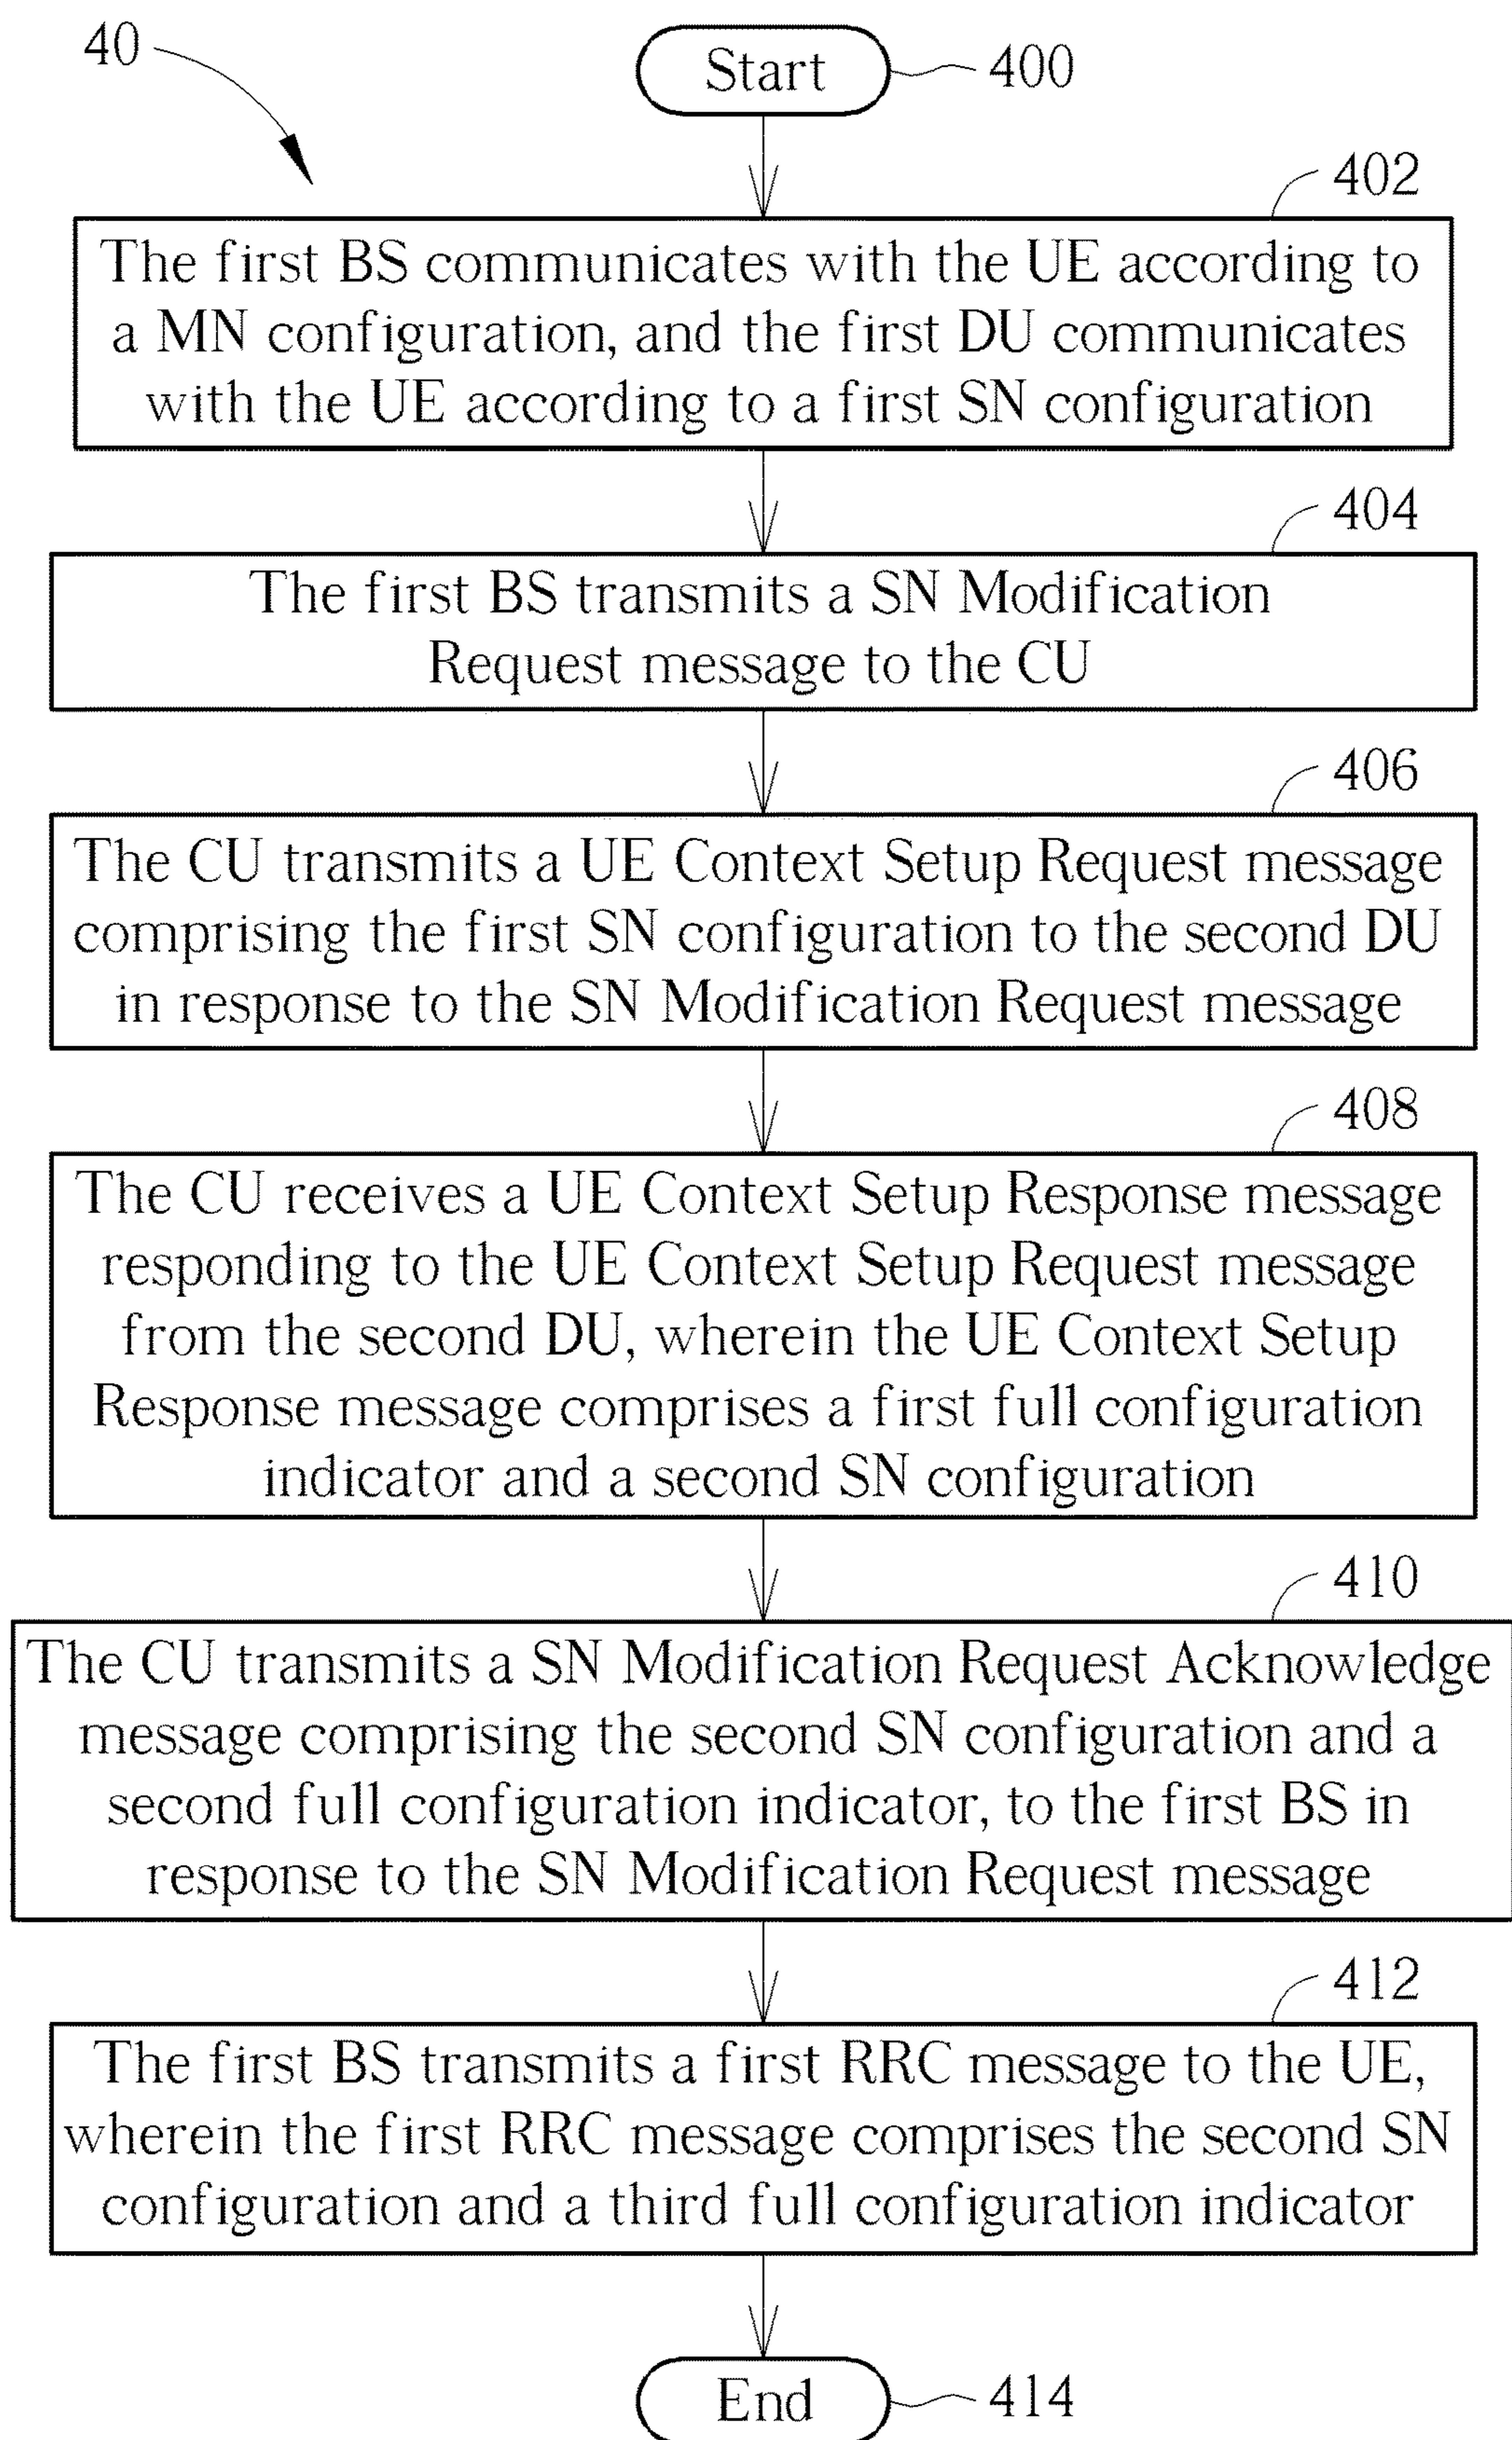 40
Start
400
402
The first BS communicates with the UE according to
a MN configuration, and the first DU communicates
with the UE according to a first SN configuration
404
The first BS transmits a SN Modification
Request message to the CU
406
The CU transmits a UE Context Setup Request message
comprising the first SN configuration to the second DU
in response to the SN Modification Request message
408
The CU receives a UE Context Setup Response message
responding to the UE Context Setup Request message
from the second DU, wherein the UE Context Setup
Response message comprises a first full configuration
indicator and a second SN configuration
410
The CU transmits a SN Modification Request Acknowledge
message comprising the second SN configuration and a
second full configuration indicator, to the first BS in
response to the SN Modification Request message
412
The first BS transmits a first RRC message to the UE,
wherein the first RRC message comprises the second SN
configuration and a third full configuration indicator
End
414